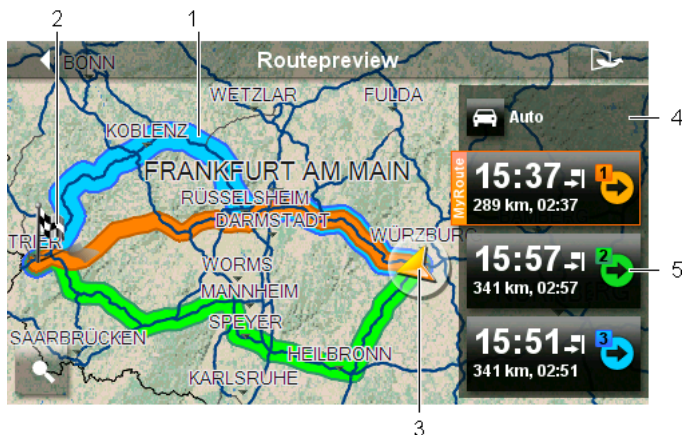 2
1
Routepreview
BONN
WETZLAR
FULDA
KOBLENZ
Auto
4
FRANKFURT AM MAIN
RÜSSELSHEIM
DARMSTADT
TRIER
WÜRZBURG
MyRoute
15:37
1
289 km, 02:37
WORMS
MANNHEIM
SPEYER
15:57
2
5
341 km, 02:57
SAARBRÜCKEN
HEILBRONN
KARLSRUHE
15:51
3
341 km, 02:51
3